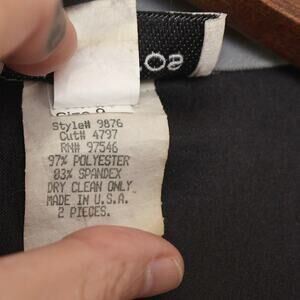 Style# 9876
Cut# 4797
RN# 97546
97% POLYESTER
03% SPANDEX
DRY CLEAN ONLY
MADE IN U.S.A.
2 PIECES.